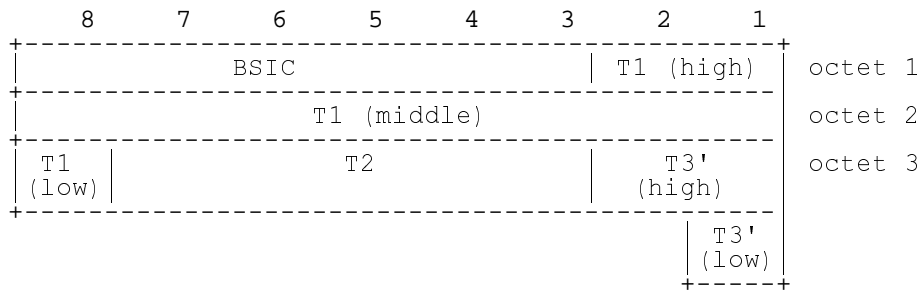 8 7 6 5 4 3 2 1
BSIC T1 (high) octet 1
T1 (middle) octet 2
T1 T2 T3' octet 3
(low) (high)
T3'
(low)